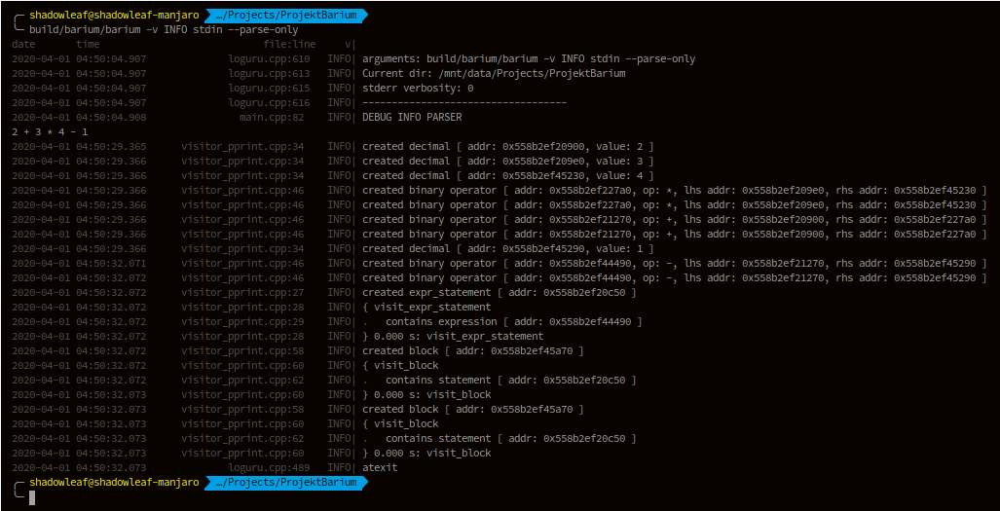 shadowleaf@shadowleaf-manjaro …/Projects/ProjektBarium
build/barium/barium -v INFO stdin --parse-only
date time file:line v|
2020-04-01 04:50:04.907 loguru.cpp:610 INFO| arguments: build/barium/barium -v INFO stdin --parse-only
2020-04-01 04:50:04.907 loguru.cpp:613 INFO| Current dir: /mnt/data/Projects/ProjektBarium
2020-04-01 04:50:04.907 loguru.cpp:615 INFO| stderr verbosity: 0
2020-04-01 04:50:04.907 loguru.cpp:616 INFO| -----------------------------------
2020-04-01 04:50:04.908 main.cpp:82 INFO| DEBUG INFO PARSER
2 + 3 * 4 - 1
2020-04-01 04:50:29.365 visitor_pprint.cpp:34 INFO| created decimal [ addr: 0x558b2ef20900, value: 2 ]
2020-04-01 04:50:29.366 visitor_pprint.cpp:34 INFO| created decimal [ addr: 0x558b2ef209e0, value: 3 ]
2020-04-01 04:50:29.366 visitor_pprint.cpp:34 INFO| created decimal [ addr: 0x558b2ef45230, value: 4 ]
2020-04-01 04:50:29.366 visitor_pprint.cpp:46 INFO| created binary operator [ addr: 0x558b2ef227a0, op: *, lhs addr: 0x558b2ef209e0, rhs addr: 0x558b2ef45230 ]
2020-04-01 04:50:29.366 visitor_pprint.cpp:46 INFO| created binary operator [ addr: 0x558b2ef227a0, op: *, lhs addr: 0x558b2ef209e0, rhs addr: 0x558b2ef45230 ]
2020-04-01 04:50:29.366 visitor_pprint.cpp:46 INFO| created binary operator [ addr: 0x558b2ef21270, op: +, lhs addr: 0x558b2ef20900, rhs addr: 0x558b2ef227a0 ]
2020-04-01 04:50:29.366 visitor_pprint.cpp:46 INFO| created binary operator [ addr: 0x558b2ef21270, op: +, lhs addr: 0x558b2ef20900, rhs addr: 0x558b2ef227a0 ]
2020-04-01 04:50:29.366 visitor_pprint.cpp:34 INFO| created decimal [ addr: 0x558b2ef45290, value: 1 ]
2020-04-01 04:50:32.071 visitor_pprint.cpp:46 INFO| created binary operator [ addr: 0x558b2ef44490, op: -, lhs addr: 0x558b2ef21270, rhs addr: 0x558b2ef45290 ]
2020-04-01 04:50:32.072 visitor_pprint.cpp:46 INFO| created binary operator [ addr: 0x558b2ef44490, op: -, lhs addr: 0x558b2ef21270, rhs addr: 0x558b2ef45290 ]
2020-04-01 04:50:32.072 visitor_pprint.cpp:27 INFO| created expr_statement [ addr: 0x558b2ef20c50 ]
2020-04-01 04:50:32.072 visitor_pprint.cpp:28 INFO| { visit_expr_statement
2020-04-01 04:50:32.072 visitor_pprint.cpp:29 INFO| . contains expression [ addr: 0x558b2ef44490 ]
2020-04-01 04:50:32.072 visitor_pprint.cpp:28 INFO| } 0.000 s: visit_expr_statement
2020-04-01 04:50:32.072 visitor_pprint.cpp:58 INFO| created block [ addr: 0x558b2ef45a70 ]
2020-04-01 04:50:32.072 visitor_pprint.cpp:60 INFO| { visit_block
2020-04-01 04:50:32.072 visitor_pprint.cpp:62 INFO| . contains statement [ addr: 0x558b2ef20c50 ]
2020-04-01 04:50:32.073 visitor_pprint.cpp:60 INFO| } 0.000 s: visit_block
2020-04-01 04:50:32.073 visitor_pprint.cpp:58 INFO| created block [ addr: 0x558b2ef45a70 ]
2020-04-01 04:50:32.073 visitor_pprint.cpp:60 INFO| { visit_block
2020-04-01 04:50:32.073 visitor_pprint.cpp:62 INFO| . contains statement [ addr: 0x558b2ef20c50 ]
2020-04-01 04:50:32.073 visitor_pprint.cpp:60 INFO| } 0.000 s: visit_block
2020-04-01 04:50:32.073 loguru.cpp:489 INFO| atexit
shadowleaf@shadowleaf-manjaro …/Projects/ProjektBarium